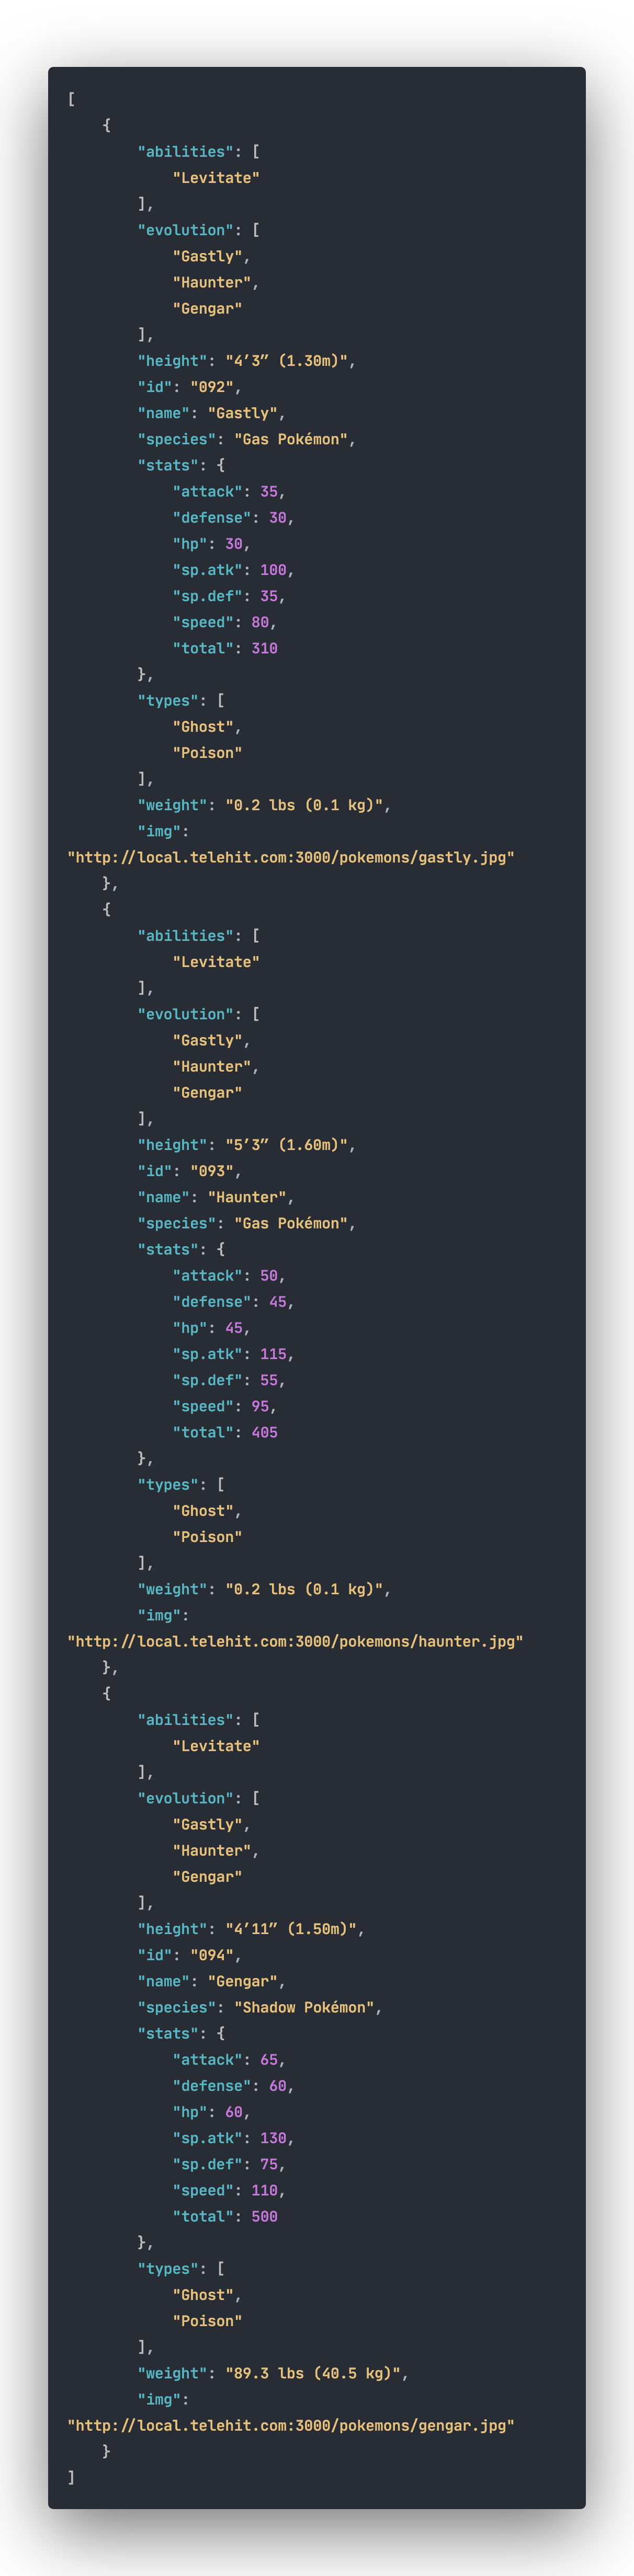 [
    {
        "abilities": [
            "Levitate"
        ],
        "evolution": [
            "Gastly",
            "Haunter",
            "Gengar"
        ],
        "height": "4’3” (1.30m)",
        "id": "092",
        "name": "Gastly",
        "species": "Gas Pokémon",
        "stats": {
            "attack": 35,
            "defense": 30,
            "hp": 30,
            "sp.atk": 100,
            "sp.def": 35,
            "speed": 80,
            "total": 310
        },
        "types": [
            "Ghost",
            "Poison"
        ],
        "weight": "0.2 lbs (0.1 kg)",
        "img":
"http://local.telehit.com:3000/pokemons/gastly.jpg"
    },
    {
        "abilities": [
            "Levitate"
        ],
        "evolution": [
            "Gastly",
            "Haunter",
            "Gengar"
        ],
        "height": "5’3” (1.60m)",
        "id": "093",
        "name": "Haunter",
        "species": "Gas Pokémon",
        "stats": {
            "attack": 50,
            "defense": 45,
            "hp": 45,
            "sp.atk": 115,
            "sp.def": 55,
            "speed": 95,
            "total": 405
        },
        "types": [
            "Ghost",
            "Poison"
        ],
        "weight": "0.2 lbs (0.1 kg)",
        "img":
"http://local.telehit.com:3000/pokemons/haunter.jpg"
    },
    {
        "abilities": [
            "Levitate"
        ],
        "evolution": [
            "Gastly",
            "Haunter",
            "Gengar"
        ],
        "height": "4’11” (1.50m)",
        "id": "094",
        "name": "Gengar",
        "species": "Shadow Pokémon",
        "stats": {
            "attack": 65,
            "defense": 60,
            "hp": 60,
            "sp.atk": 130,
            "sp.def": 75,
            "speed": 110,
            "total": 500
        },
        "types": [
            "Ghost",
            "Poison"
        ],
        "weight": "89.3 lbs (40.5 kg)",
        "img":
"http://local.telehit.com:3000/pokemons/gengar.jpg"
    }
]